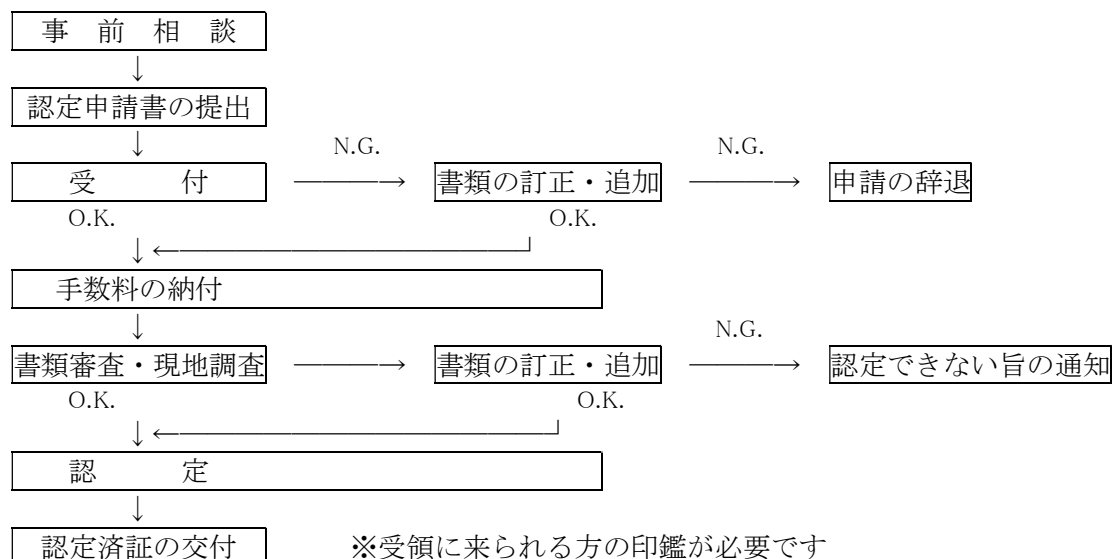 事 前 相 談
↓
認定申請書の提出
↓ N.G. N.G.
受 付 ────→ 書類の訂正・追加 ────→ 申請の辞退
O.K. O.K.
↓←────────────┘
手数料の納付
↓ N.G.
書類審査・現地調査 ────→ 書類の訂正・追加 ────→ 認定できない旨の通知
O.K. O.K.
↓←─────────────┘
認 定
↓
認定済証の交付 ※受領に来られる方の印鑑が必要です